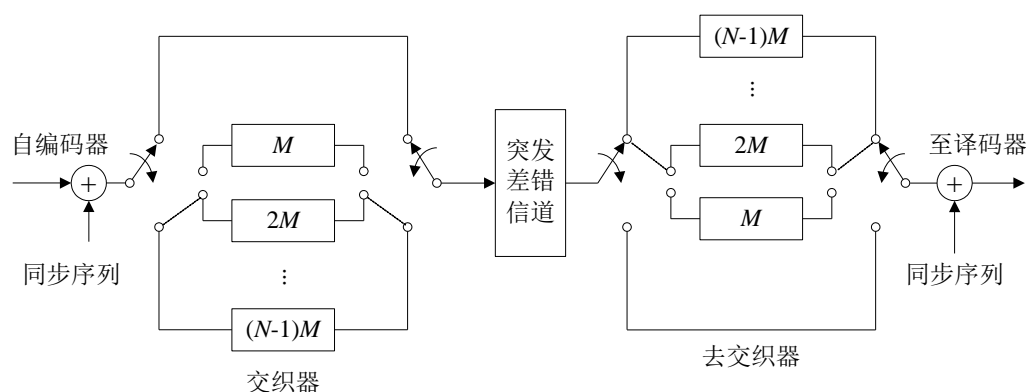 自编码器
+
同步序列
M
2M
⋮
(N-1)M
交织器
突发
差错
信道
(N-1)M
⋮
2M
M
去交织器
至译码器
+
同步序列